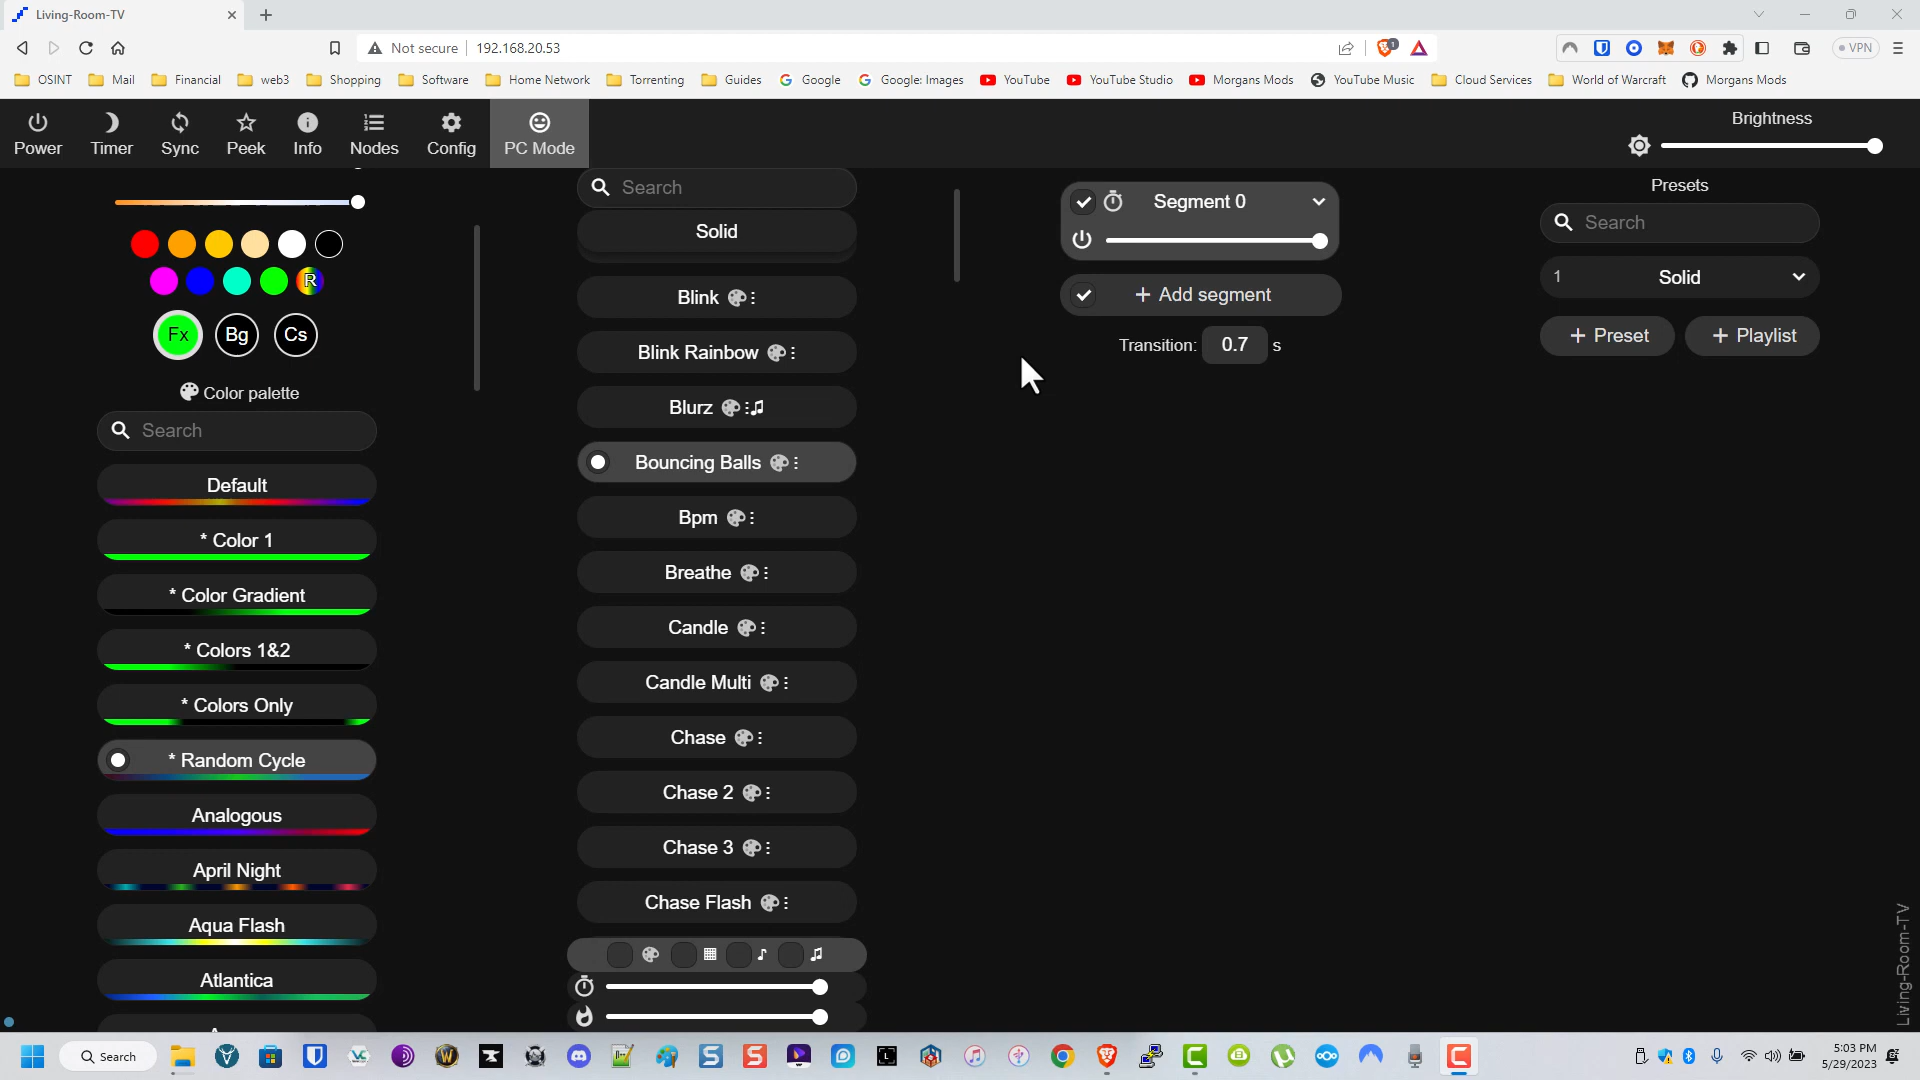 Living-Room-TV
Not secure
192.168.20.53
VPN
OSINT
Mail
Financial
web3
Shopping
Software
Home Network
Torrenting
Guides
Google
Google: Images
YouTube
YouTube Studio
Morgans Mods
YouTube Music
Cloud Services
World of Warcraft
Morgans Mods
Power
Timer
Sync
Peek
Info
Nodes
Config
PC Mode
Brightness
R
Fx
Bg
Cs
Color palette
Search
Default
* Color 1
* Color Gradient
* Colors 1&2
* Colors Only
* Random Cycle
Analogous
April Night
Aqua Flash
Atlantica
Search
Solid
Blink
Blink Rainbow
Blurz
Bouncing Balls
Bpm
Breathe
Candle
Candle Multi
Chase
Chase 2
Chase 3
Chase Flash
Segment 0
+ Add segment
Transition: 0.7 s
Presets
Search
1 Solid
+ Preset
+ Playlist
Living-Room-TV
Search
5:03 PM
5/29/2023